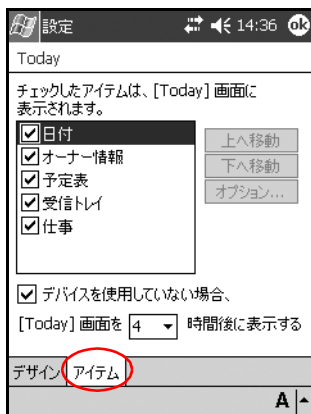 設定 14:36 ok
Today
チェックしたアイテムは、[Today] 画面に
表示されます。
日付
オーナー情報
予定表
受信トレイ
仕事
上へ移動
下へ移動
オプション...
デバイスを使用していない場合、
[Today] 画面を 4 時間後に表示する
デザイン アイテム
A